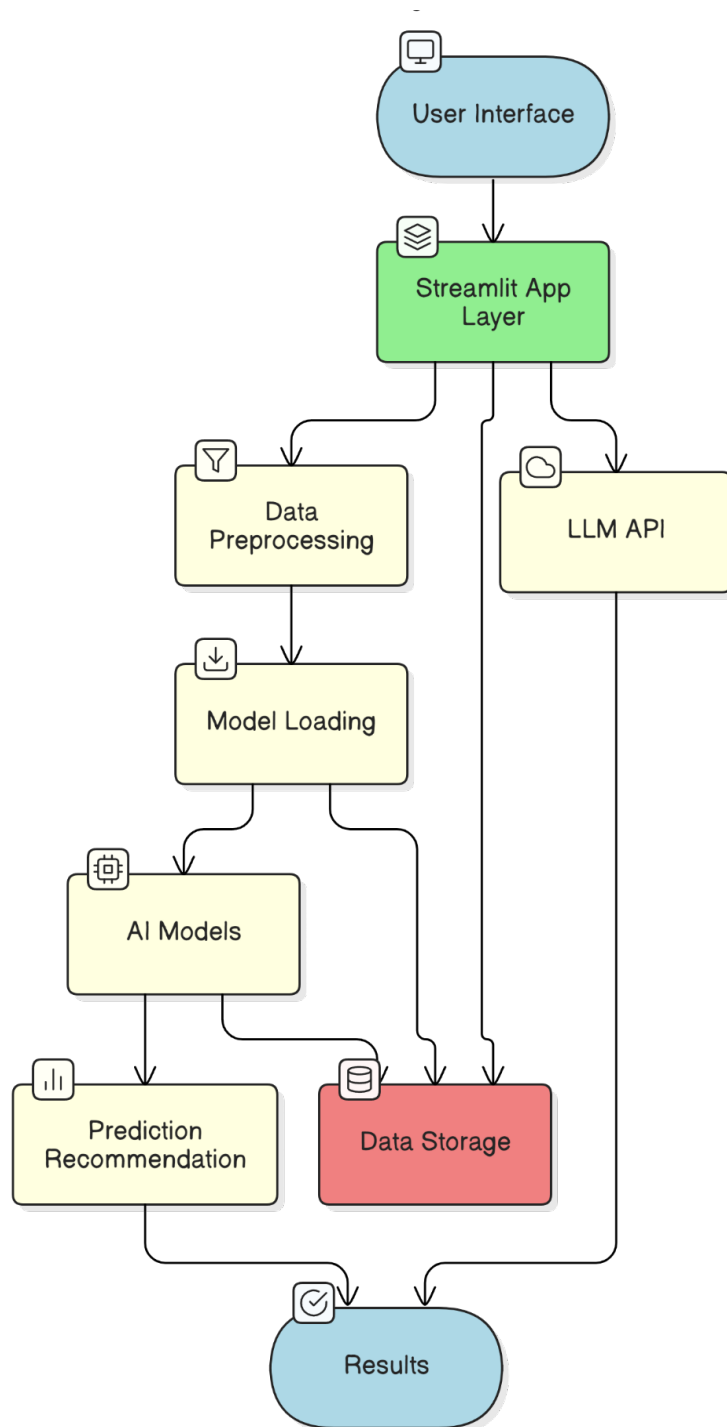 User Interface
Streamlit App
Layer
Data
Preprocessing
LLM API
Model Loading
AI Models
Prediction
Recommendation
Data Storage
Results